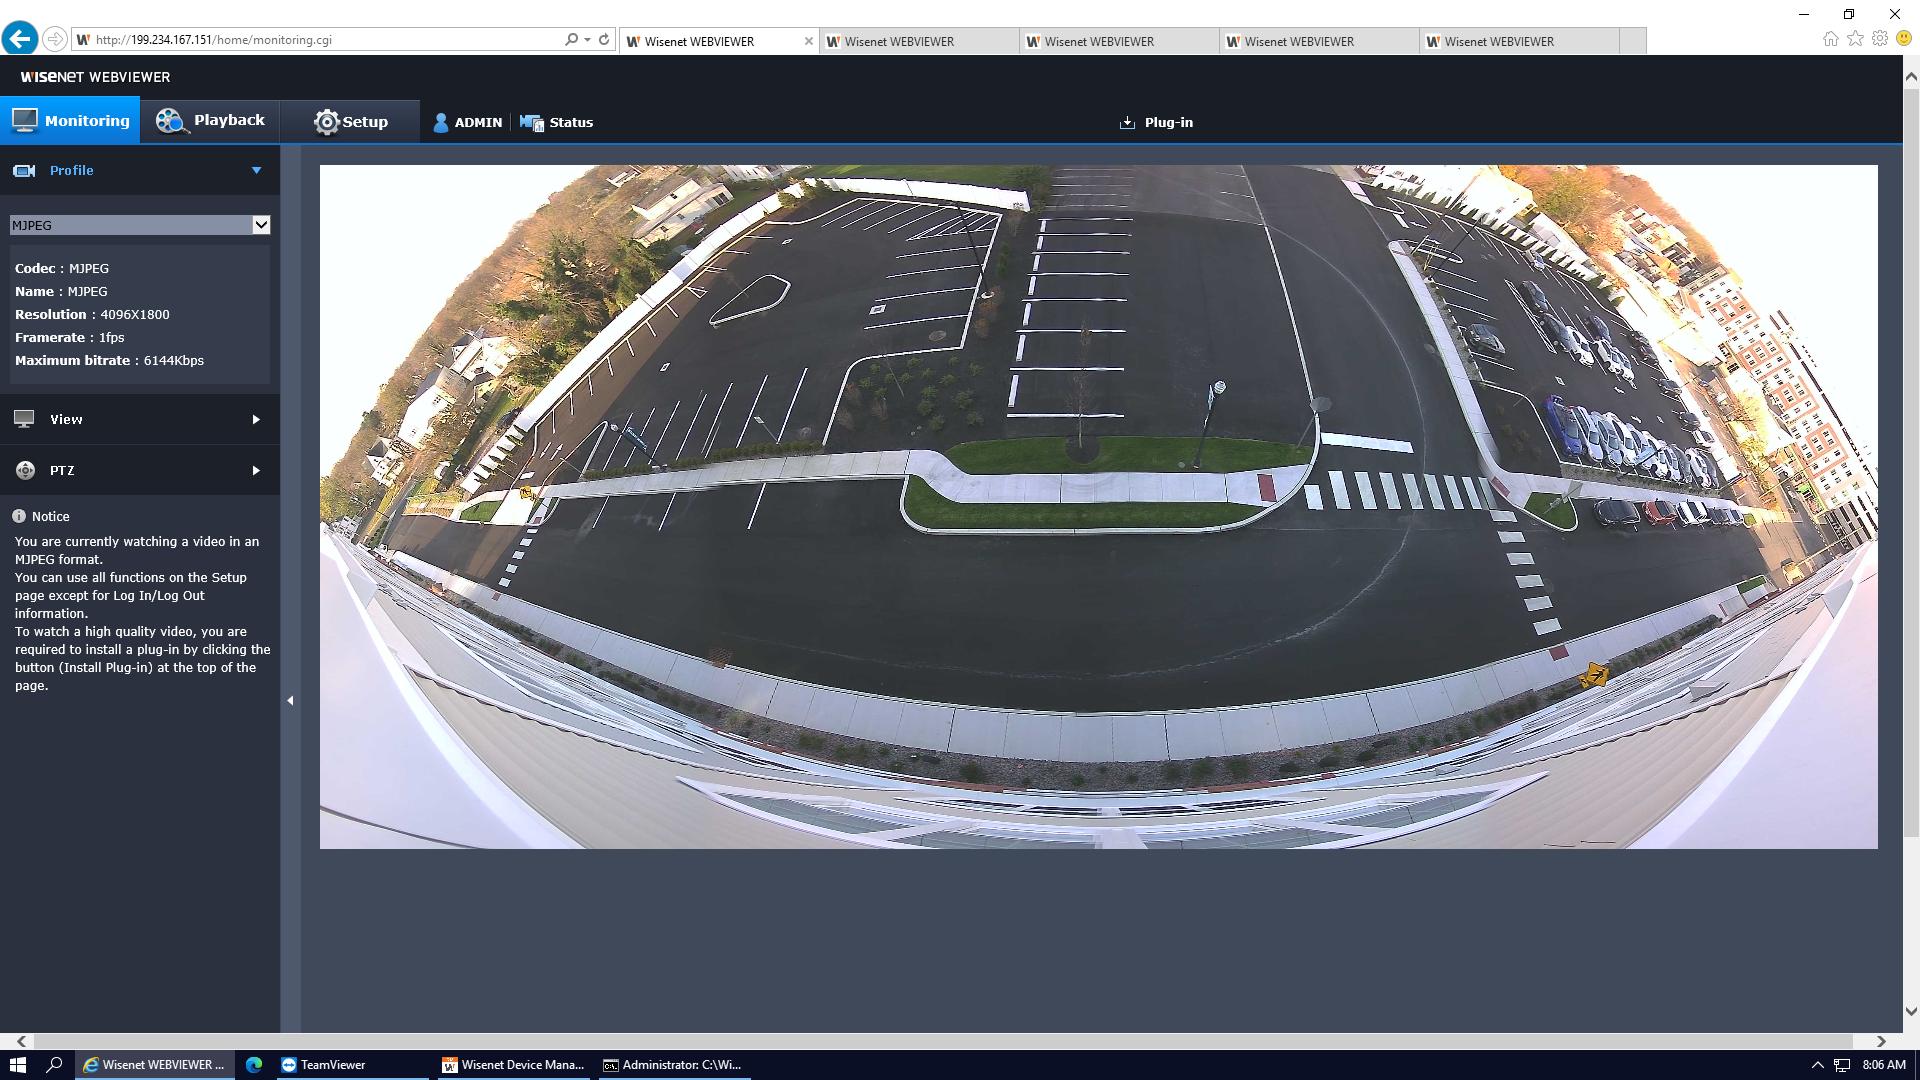 http://199.234.167.151/home/monitoring.cgi
Wisenet WEBVIEWER
Wisenet WEBVIEWER
Wisenet WEBVIEWER
Wisenet WEBVIEWER
Wisenet WEBVIEWER
WISENET WEBVIEWER
Monitoring
Playback
Setup
ADMIN
Status
Plug-in
Profile
MJPEG
Codec : MJPEG
Name : MJPEG
Resolution : 4096X1800
Framerate : 1fps
Maximum bitrate : 6144Kbps
View
PTZ
Notice
You are currently watching a video in an
MJPEG format.
You can use all functions on the Setup
page except for Log In/Log Out
information.
To watch a high quality video, you are
required to install a plug-in by clicking the
button (Install Plug-in) at the top of the
page.
Wisenet WEBVIEWER ...
TeamViewer
Wisenet Device Mana...
Administrator: C:\Wi...
8:06 AM